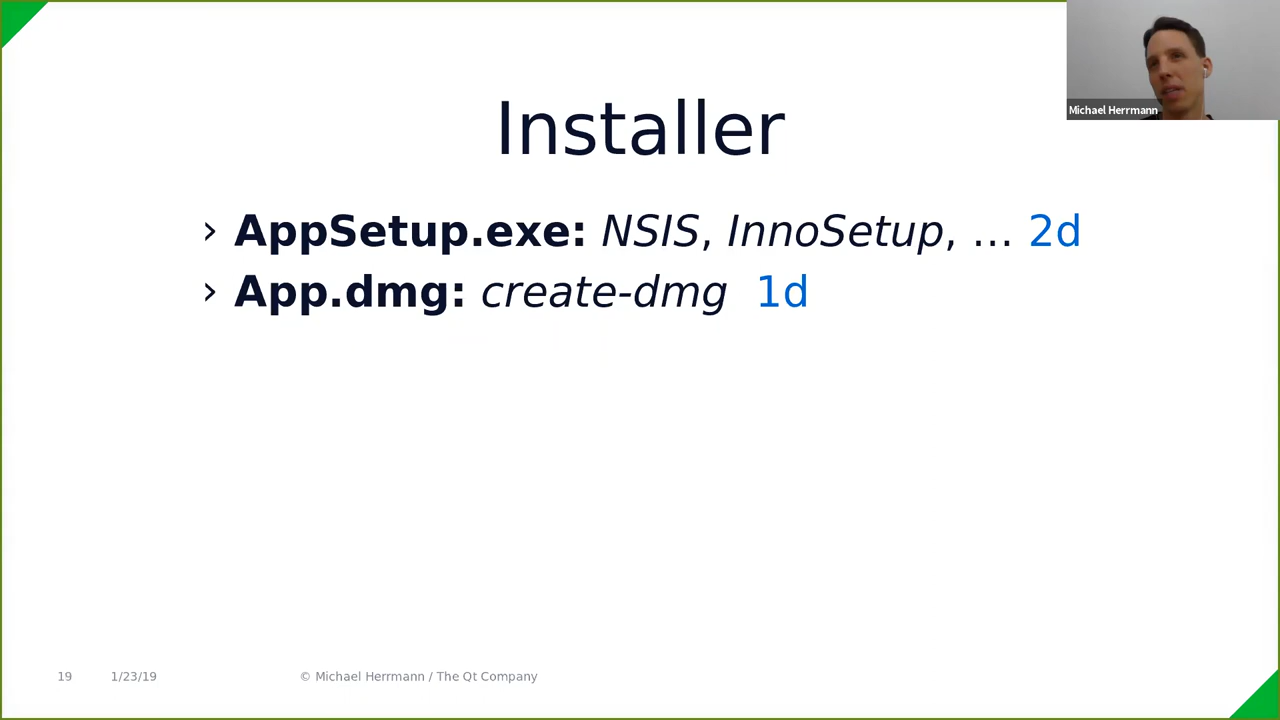 Michael Herrmann
Installer
› AppSetup.exe: NSIS, InnoSetup, ... 2d
› App.dmg: create-dmg 1d
19 1/23/19 © Michael Herrmann / The Qt Company